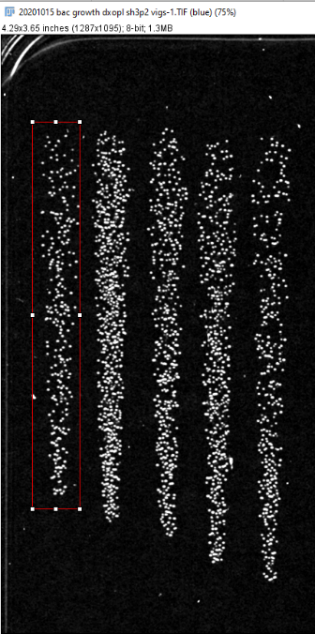 20201015 bac growth dxopl sh3p2 vigs-1.TIF (blue) (75%)
4.29x3.65 inches (1287x1095); 8-bit; 1.3MB